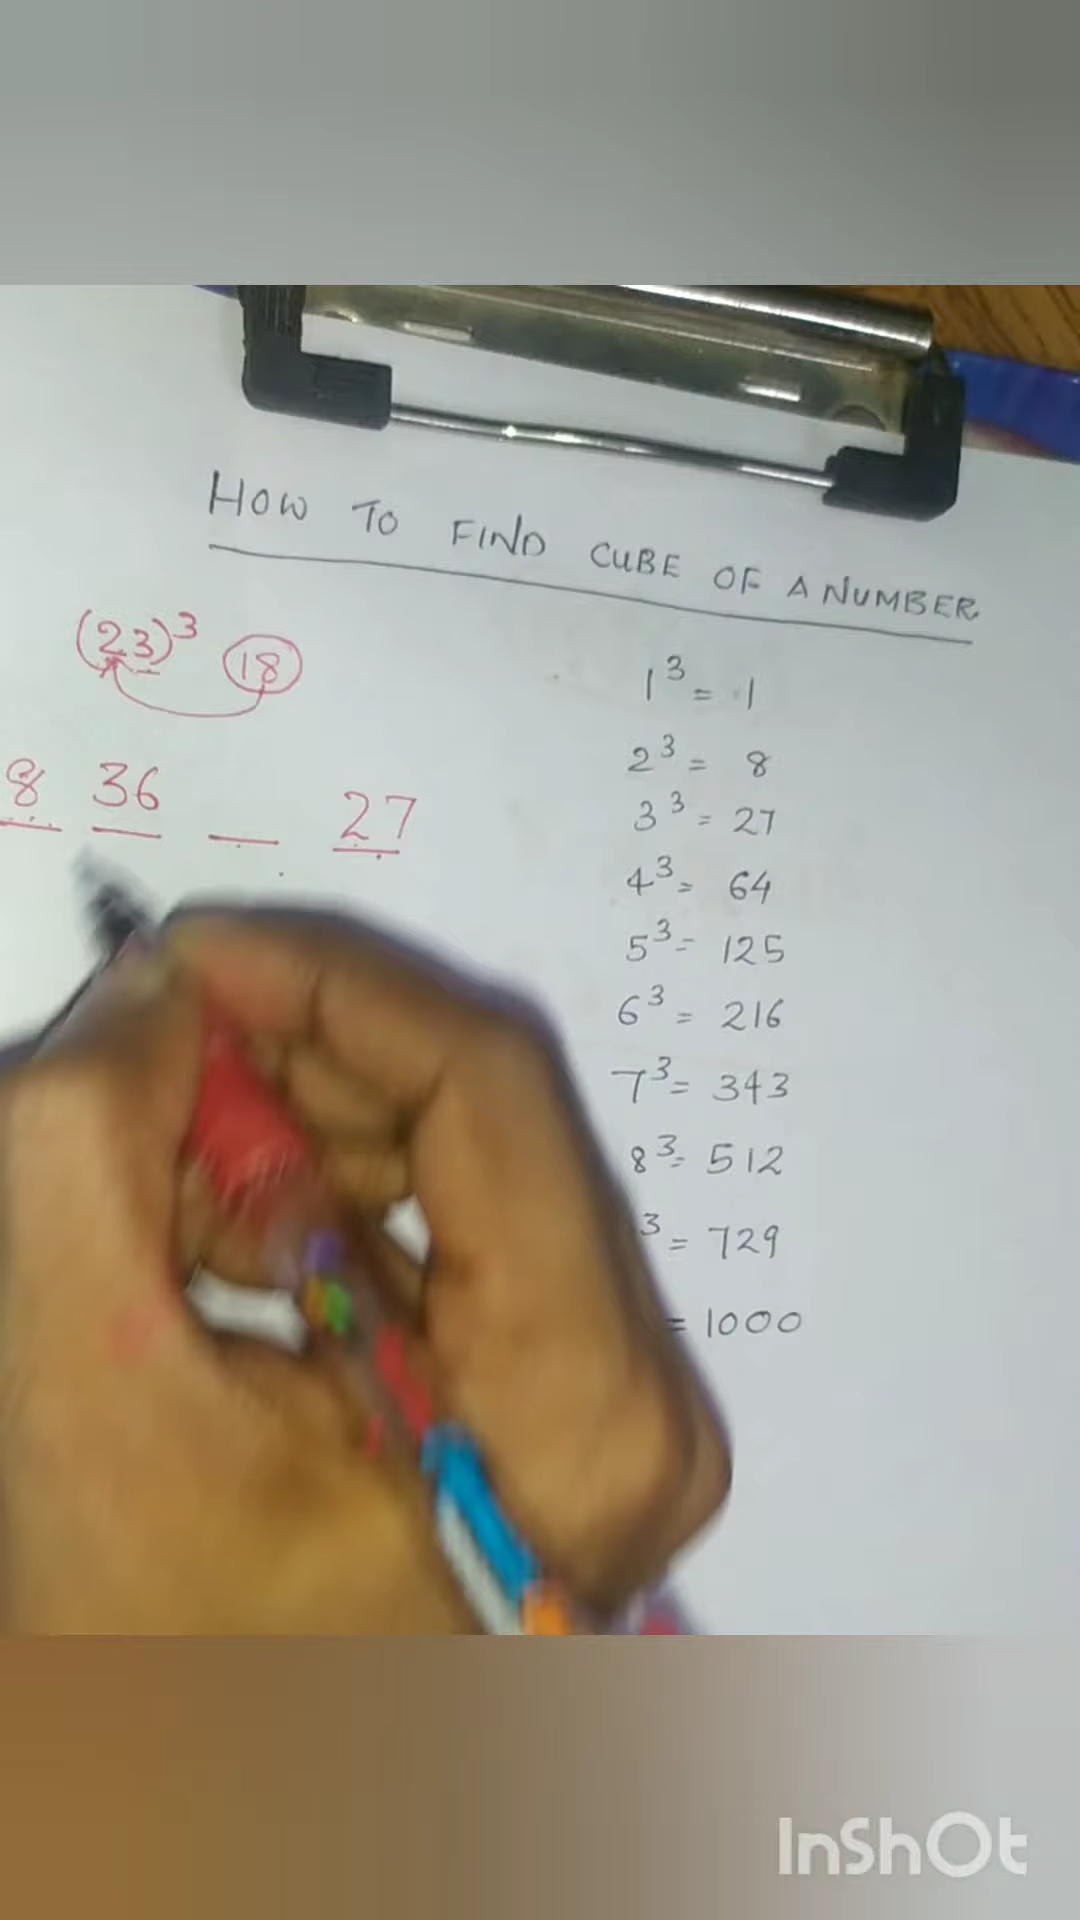 HOW TO FIND CUBE OF A NUMBER
(23)³ 18
8 36 __ 27
1³ = 1
2³ = 8
3³ = 27
4³ = 64
5³ = 125
6³ = 216
7³ = 343
8³ = 512
³ = 729
= 1000
InShOt